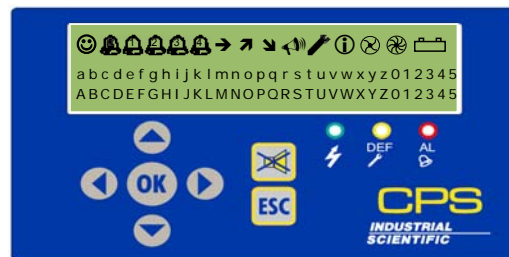 abcdefghijklmnopqrstuvwxyz012345
ABCDEFGHIJKLMNOPQRSTUVWXYZ012345
DEF AL
OK
ESC
CPS
INDUSTRIAL
SCIENTIFIC